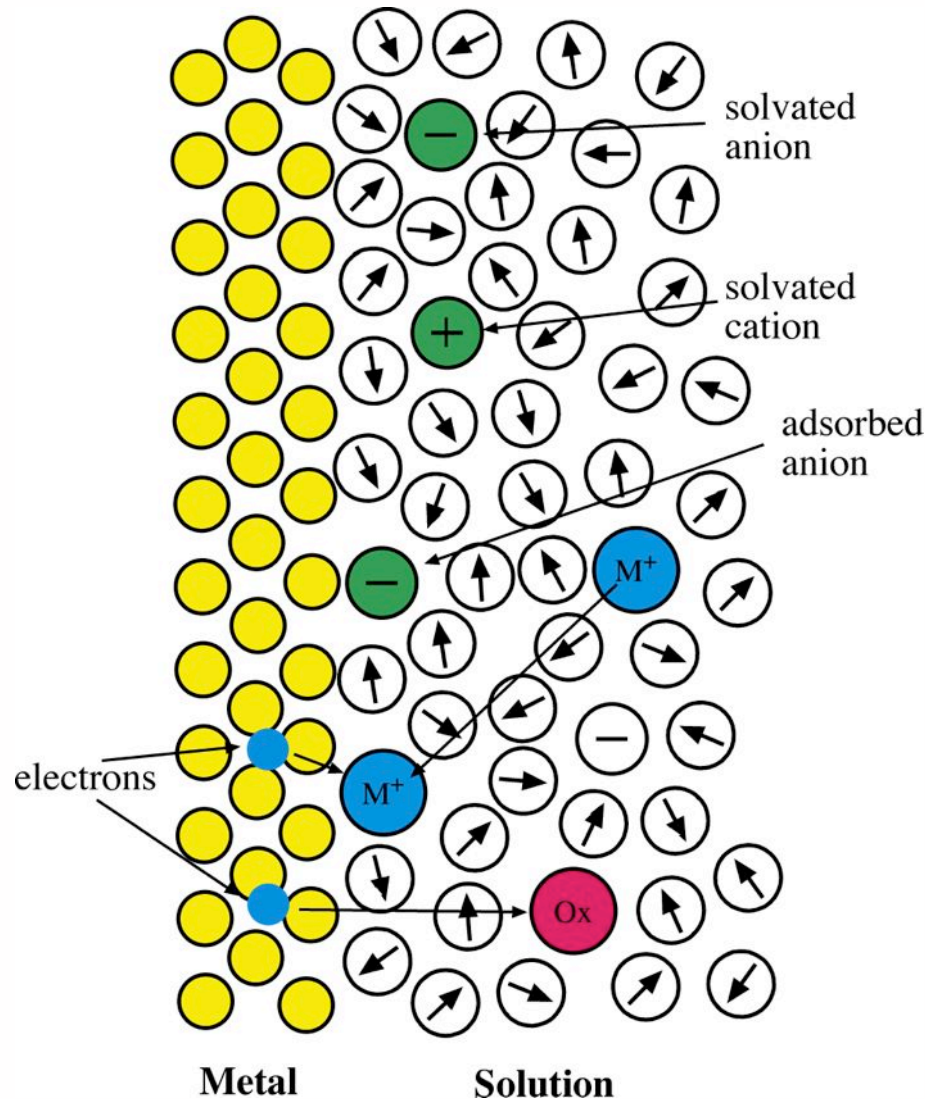 solvated
anion
−
+
solvated
cation
adsorbed
anion
−
M⁺
−
electrons
M⁺
Ox
Metal
Solution